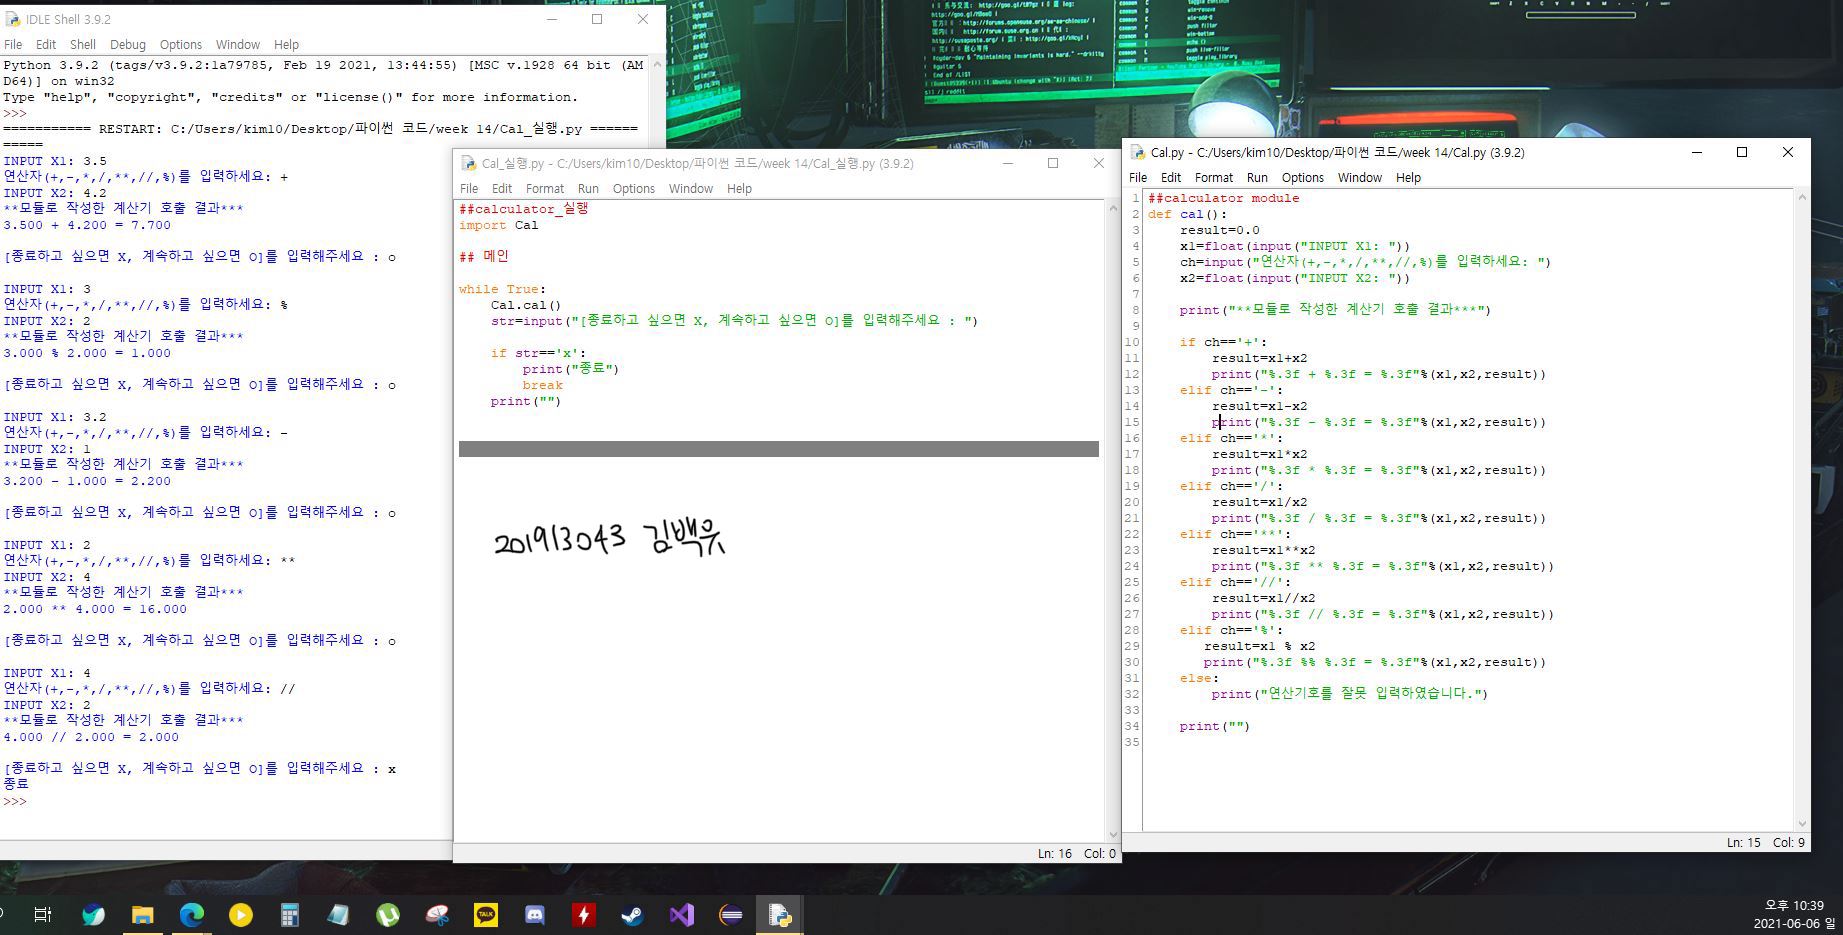 IDLE Shell 3.9.2
File Edit Shell Debug Options Window Help
Python 3.9.2 (tags/v3.9.2:1a79785, Feb 19 2021, 13:44:55) [MSC v.1928 64 bit (AM
D64)] on win32
Type "help", "copyright", "credits" or "license()" for more information.
>>>
=========== RESTART: C:/Users/kim10/Desktop/파이썬 코드/week 14/Cal_실행.py ======
=====
INPUT X1: 3.5
연산자(+,-,*,/,**,//,%)를 입력하세요: +
INPUT X2: 4.2
**모듈로 작성한 계산기 호출 결과***
3.500 + 4.200 = 7.700
[종료하고 싶으면 X, 계속하고 싶으면 O]를 입력해주세요 : o
INPUT X1: 3
연산자(+,-,*,/,**,//,%)를 입력하세요: %
INPUT X2: 2
**모듈로 작성한 계산기 호출 결과***
3.000 % 2.000 = 1.000
[종료하고 싶으면 X, 계속하고 싶으면 O]를 입력해주세요 : o
INPUT X1: 3.2
연산자(+,-,*,/,**,//,%)를 입력하세요: -
INPUT X2: 1
**모듈로 작성한 계산기 호출 결과***
3.200 - 1.000 = 2.200
[종료하고 싶으면 X, 계속하고 싶으면 O]를 입력해주세요 : o
INPUT X1: 2
연산자(+,-,*,/,**,//,%)를 입력하세요: **
INPUT X2: 4
**모듈로 작성한 계산기 호출 결과***
2.000 ** 4.000 = 16.000
[종료하고 싶으면 X, 계속하고 싶으면 O]를 입력해주세요 : o
INPUT X1: 4
연산자(+,-,*,/,**,//,%)를 입력하세요: //
INPUT X2: 2
**모듈로 작성한 계산기 호출 결과***
4.000 // 2.000 = 2.000
[종료하고 싶으면 X, 계속하고 싶으면 O]를 입력해주세요 : x
종료
>>>
Cal_실행.py - C:/Users/kim10/Desktop/파이썬 코드/week 14/Cal_실행.py (3.9.2)
File Edit Format Run Options Window Help
##calculator_실행
import Cal
## 메인
while True:
    Cal.cal()
    str=input("[종료하고 싶으면 X, 계속하고 싶으면 O]를 입력해주세요 : ")
    if str=='x':
        print("종료")
        break
    print("")
201913043 김백유
Ln: 16 Col: 0
Cal.py - C:/Users/kim10/Desktop/파이썬 코드/week 14/Cal.py (3.9.2)
File Edit Format Run Options Window Help
1 ##calculator module
2 def cal():
3     result=0.0
4     x1=float(input("INPUT X1: "))
5     ch=input("연산자(+,-,*,/,**,//,%)를 입력하세요: ")
6     x2=float(input("INPUT X2: "))
7
8     print("**모듈로 작성한 계산기 호출 결과***")
9
10     if ch=='+':
11         result=x1+x2
12         print("%.3f + %.3f = %.3f"%(x1,x2,result))
13     elif ch=='-':
14         result=x1-x2
15         print("%.3f - %.3f = %.3f"%(x1,x2,result))
16     elif ch=='*':
17         result=x1*x2
18         print("%.3f * %.3f = %.3f"%(x1,x2,result))
19     elif ch=='/':
20         result=x1/x2
21         print("%.3f / %.3f = %.3f"%(x1,x2,result))
22     elif ch=='**':
23         result=x1**x2
24         print("%.3f ** %.3f = %.3f"%(x1,x2,result))
25     elif ch=='//':
26         result=x1//x2
27         print("%.3f // %.3f = %.3f"%(x1,x2,result))
28     elif ch=='%':
29        result=x1 % x2
30        print("%.3f %% %.3f = %.3f"%(x1,x2,result))
31     else:
32         print("연산기호를 잘못 입력하였습니다.")
33
34     print("")
35
Ln: 15 Col: 9
TALK
오후 10:39
2021-06-06 일